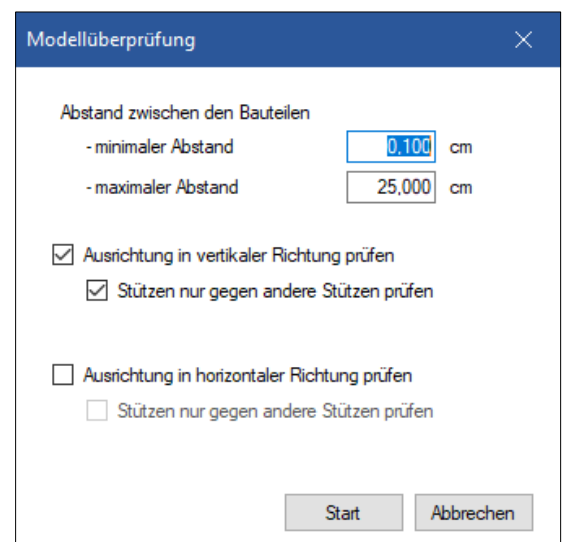 Modellüberprüfung
Abstand zwischen den Bauteilen
- minimaler Abstand 0,100 cm
- maximaler Abstand 25,000 cm
Ausrichtung in vertikaler Richtung prüfen
Stützen nur gegen andere Stützen prüfen
Ausrichtung in horizontaler Richtung prüfen
Stützen nur gegen andere Stützen prüfen
Start Abbrechen